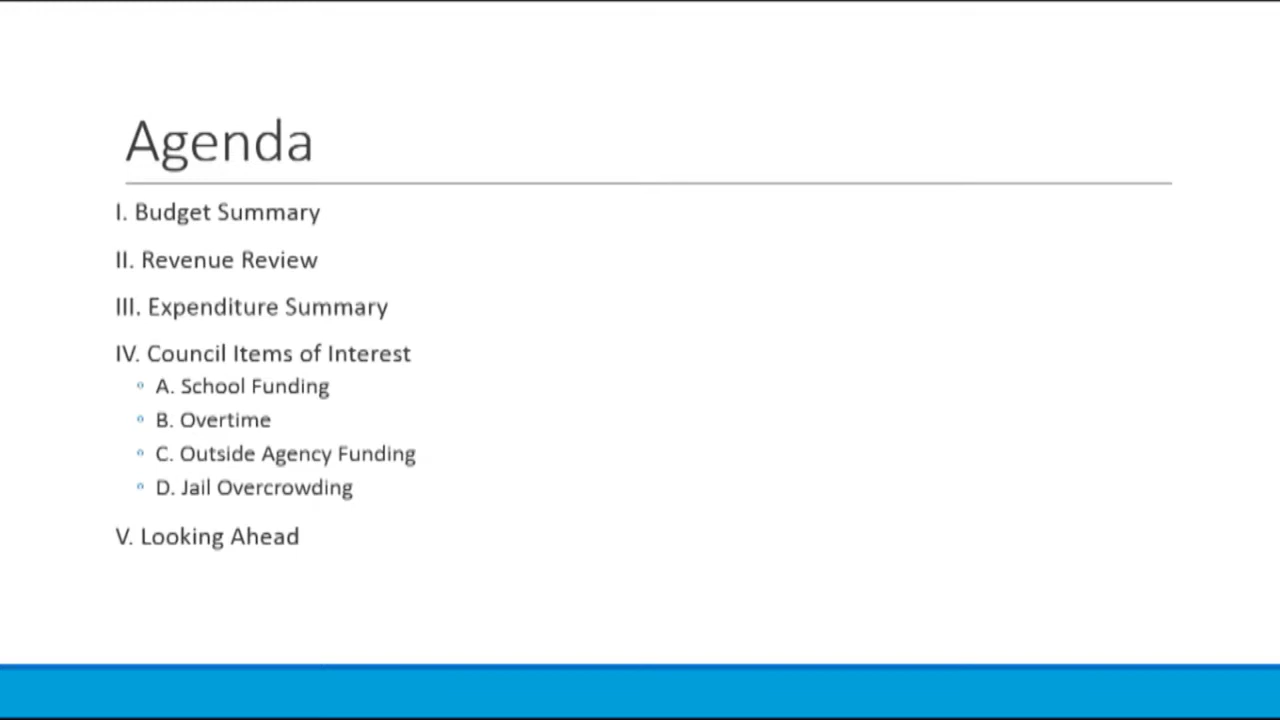 Agenda
I. Budget Summary
II. Revenue Review
III. Expenditure Summary
IV. Council Items of Interest
A. School Funding
B. Overtime
C. Outside Agency Funding
D. Jail Overcrowding
V. Looking Ahead